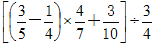 [(3/5 - 1/4) × 4/7 + 3/10] ÷ 3/4